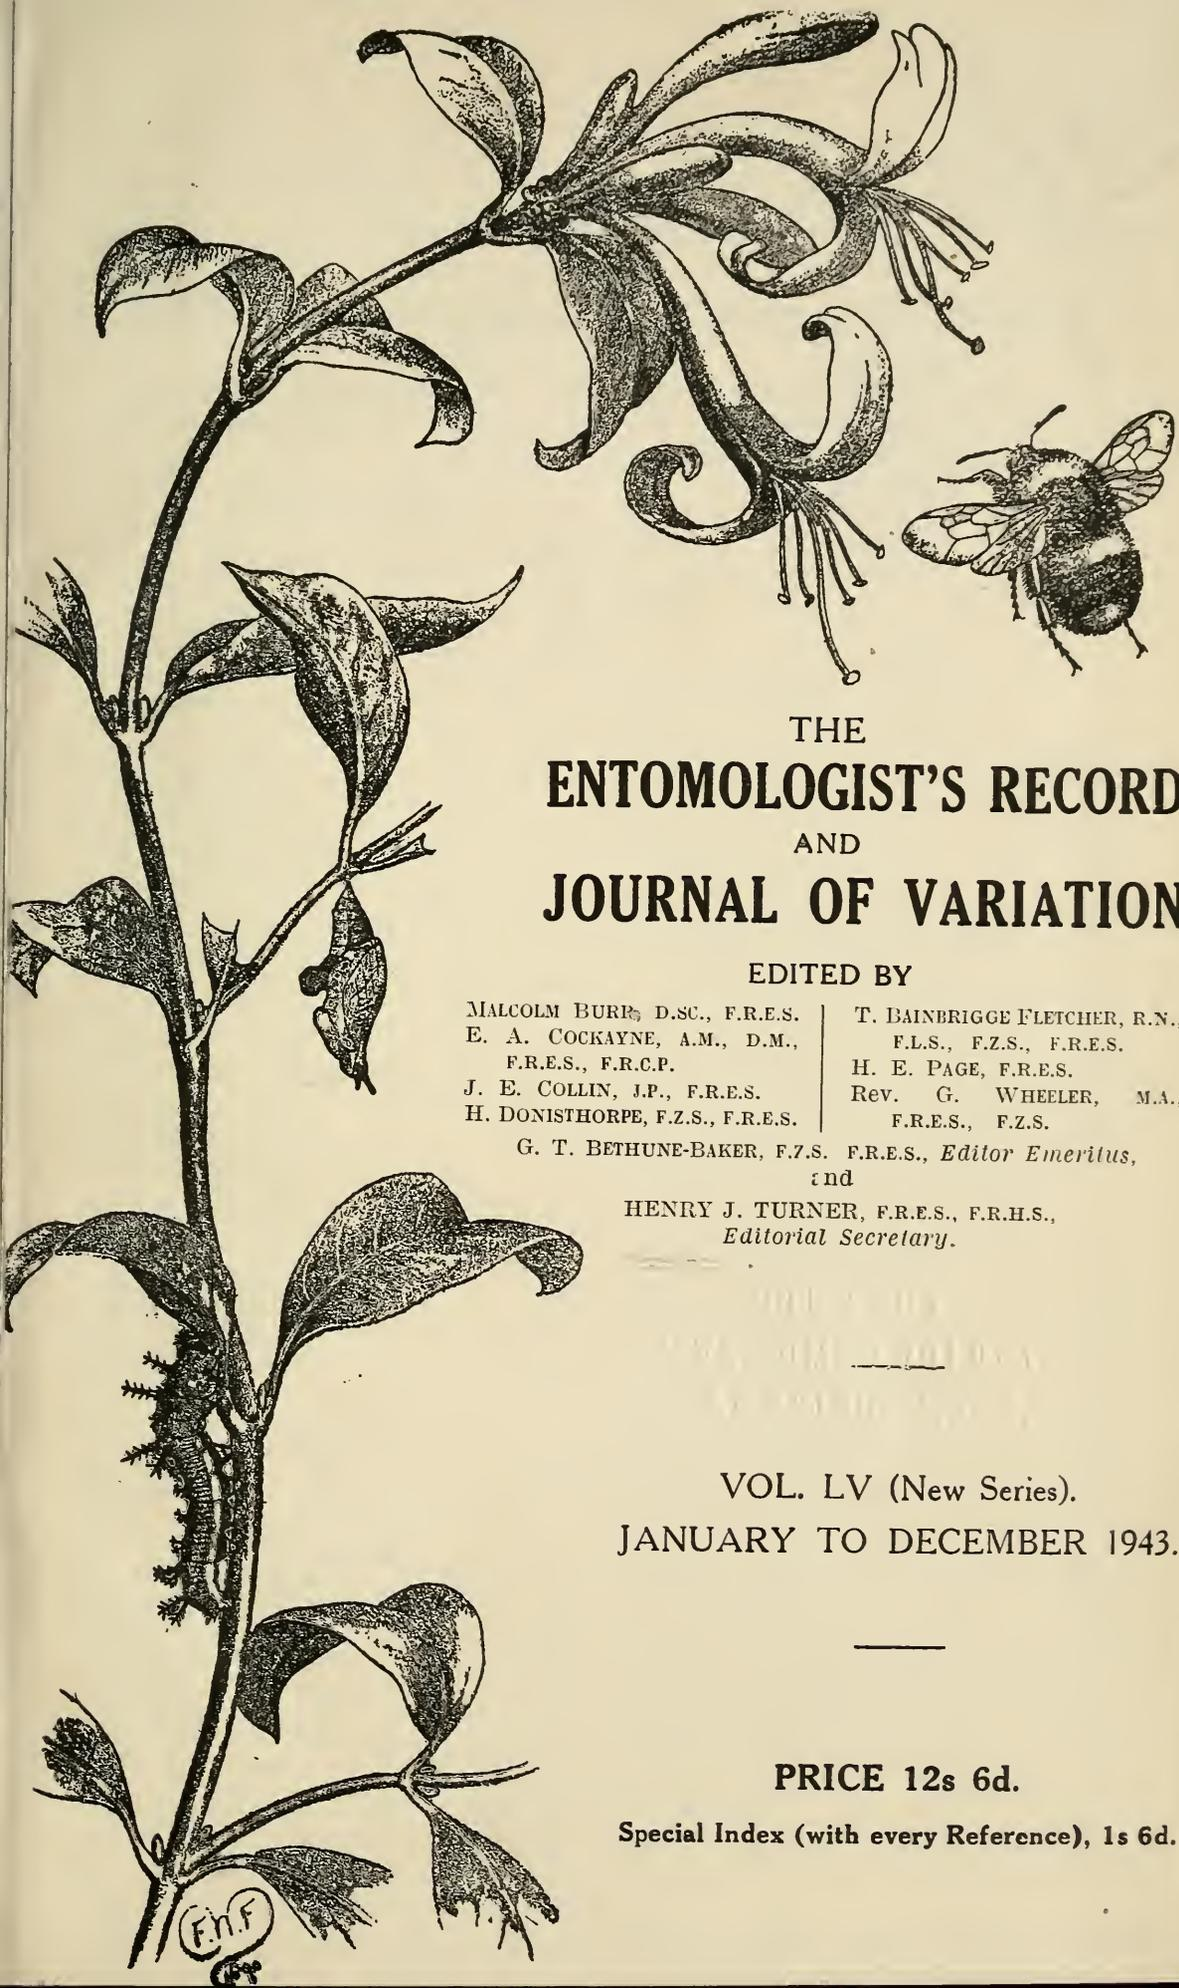 THE
ENTOMOLOGIST'S RECORD
AND
JOURNAL OF VARIATION
EDITED BY
MALCOLM BURR, D.SC., F.R.E.S.
E. A. COCKAYNE, A.M., D.M.,
F.R.E.S., F.R.C.P.
J. E. COLLIN, J.P., F.R.E.S.
H. DONISTHORPE, F.Z.S., F.R.E.S.
T. BAINBRIGGE FLETCHER, R.N.,
F.L.S., F.Z.S., F.R.E.S.
H. E. PAGE, F.R.E.S.
Rev. G. WHEELER, M.A.,
F.R.E.S., F.Z.S.
G. T. BETHUNE-BAKER, F.Z.S. F.R.E.S., Editor Emeritus,
and
HENRY J. TURNER, F.R.E.S., F.R.H.S.,
Editorial Secretary.
VOL. LV (New Series).
JANUARY TO DECEMBER 1943.
PRICE 12s 6d.
Special Index (with every Reference), 1s 6d.
F.N.F